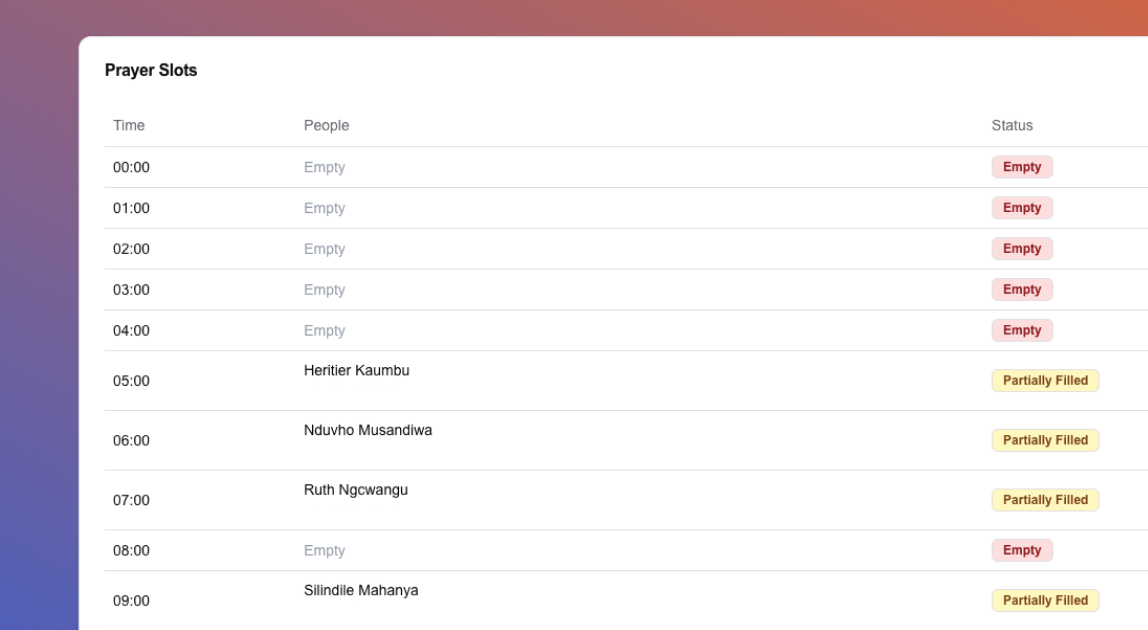 Prayer Slots
Time People Status
00:00 Empty Empty
01:00 Empty Empty
02:00 Empty Empty
03:00 Empty Empty
04:00 Empty Empty
05:00 Heritier Kaumbu Partially Filled
06:00 Nduvho Musandiwa Partially Filled
07:00 Ruth Ngcwangu Partially Filled
08:00 Empty Empty
09:00 Silindile Mahanya Partially Filled